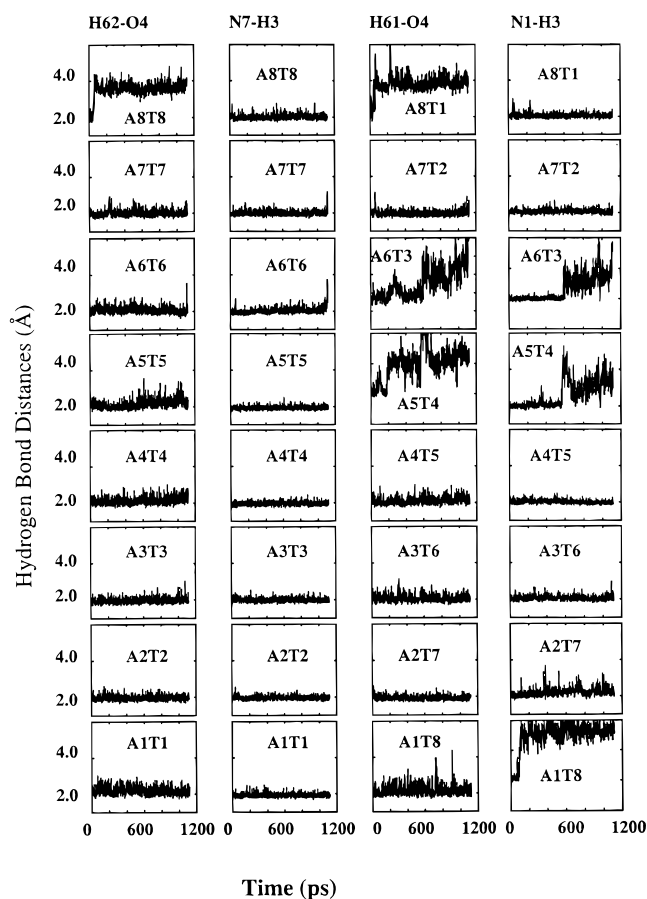 H62-O4 N7-H3 H61-O4 N1-H3
4.0 A8T8 A8T8 A8T1 A8T1
2.0
4.0 A7T7 A7T7 A7T2 A7T2
2.0
4.0 A6T6 A6T6 A6T3 A6T3
2.0
4.0 A5T5 A5T5 A5T4 A5T4
2.0
4.0 A4T4 A4T4 A4T5 A4T5
2.0
4.0 A3T3 A3T3 A3T6 A3T6
2.0
4.0 A2T2 A2T2 A2T7 A2T7
2.0
4.0 A1T1 A1T1 A1T8 A1T8
2.0
0 600 1200 0 600 1200 0 600 1200 0 600 1200
Hydrogen Bond Distances (Å)
Time (ps)